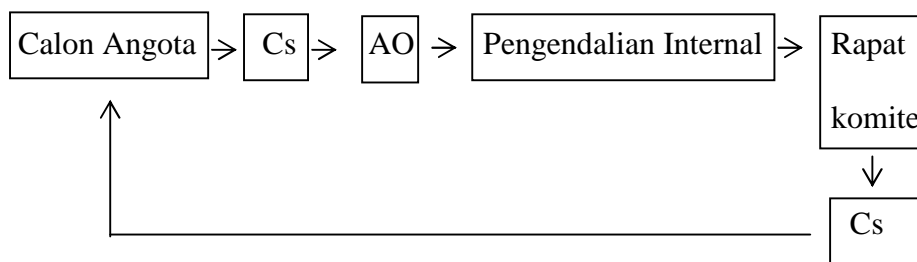 Calon Angota
Cs
AO
Pengendalian Internal
Rapat
komite
Cs